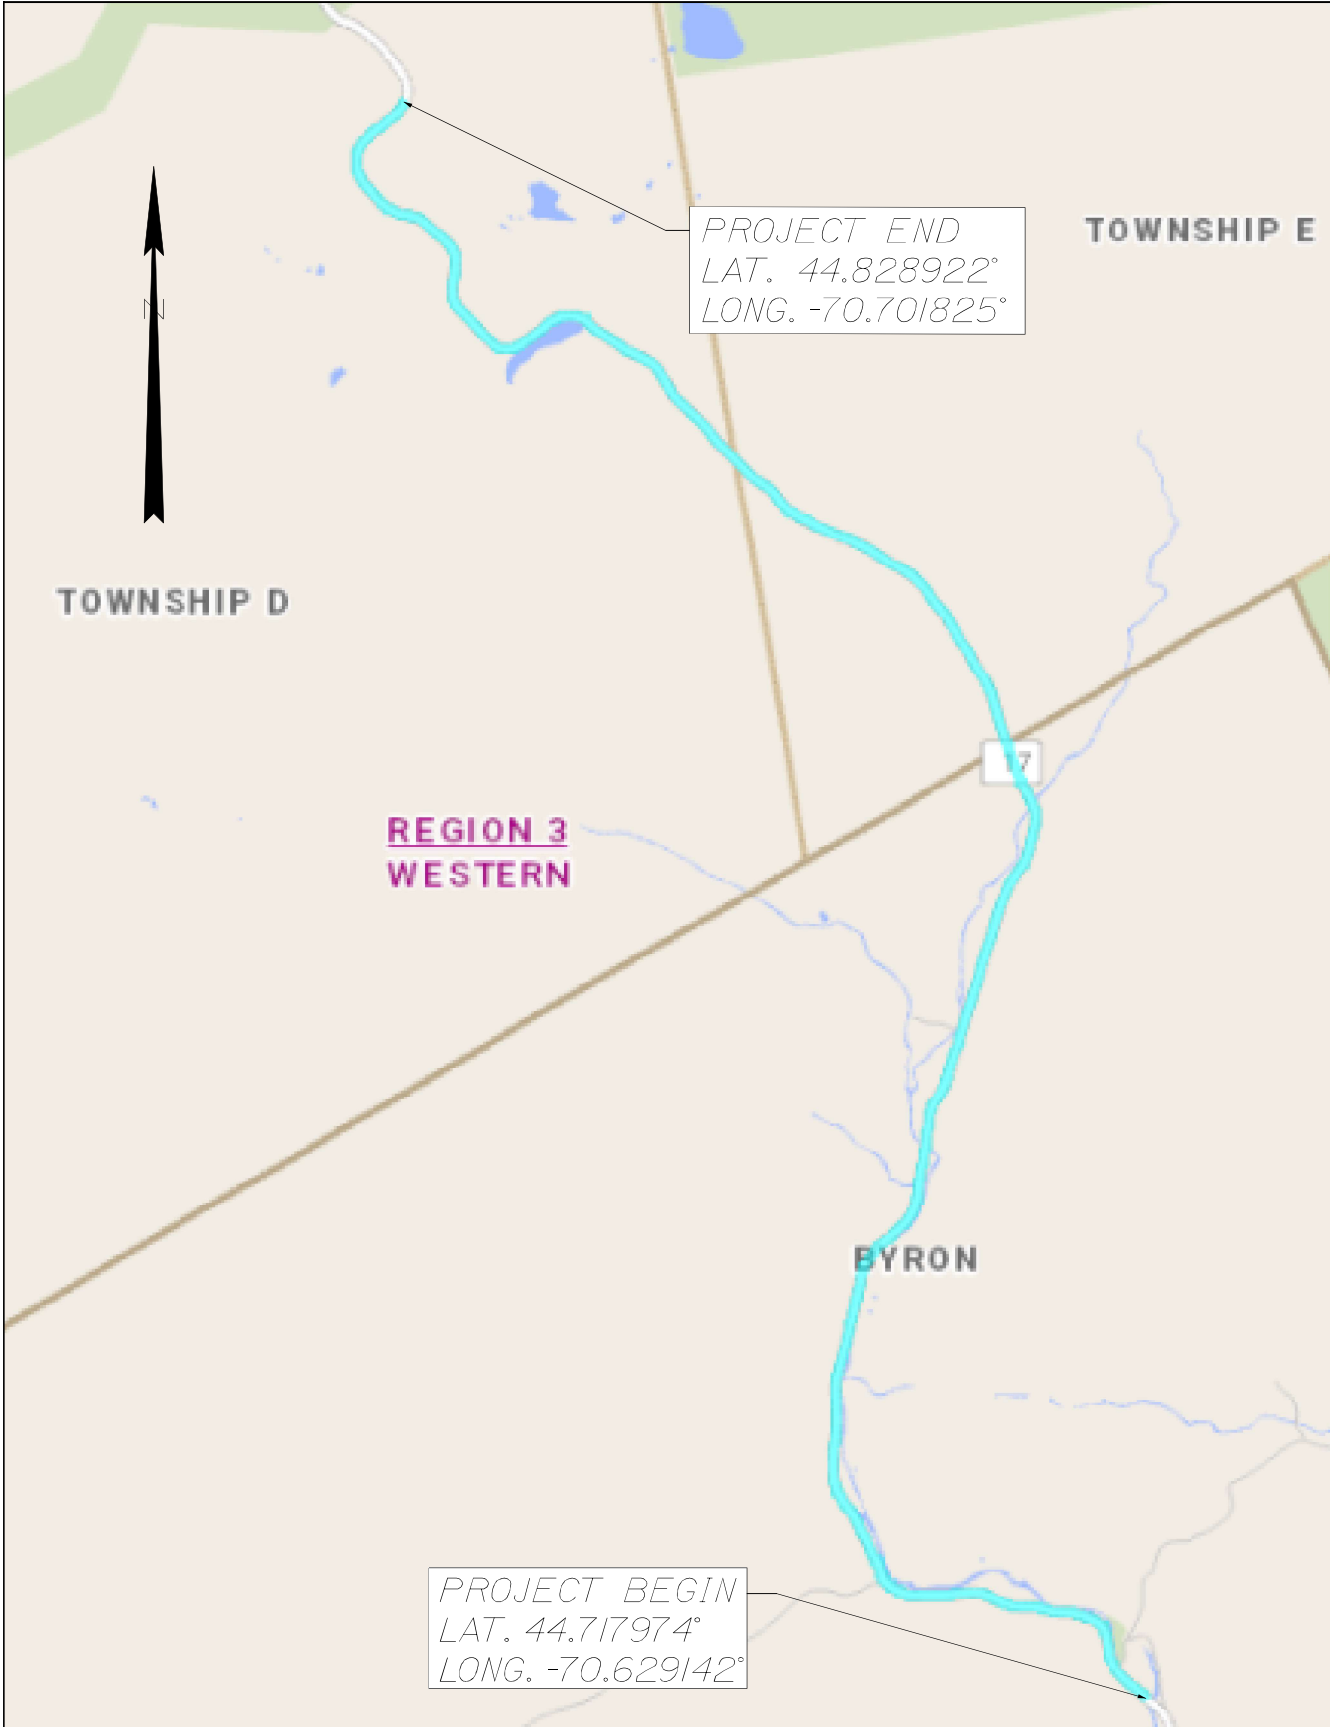 PROJECT END
LAT. 44.828922°
LONG. -70.701825°
TOWNSHIP E
N
TOWNSHIP D
17
REGION 3
WESTERN
BYRON
PROJECT BEGIN
LAT. 44.717974°
LONG. -70.629142°